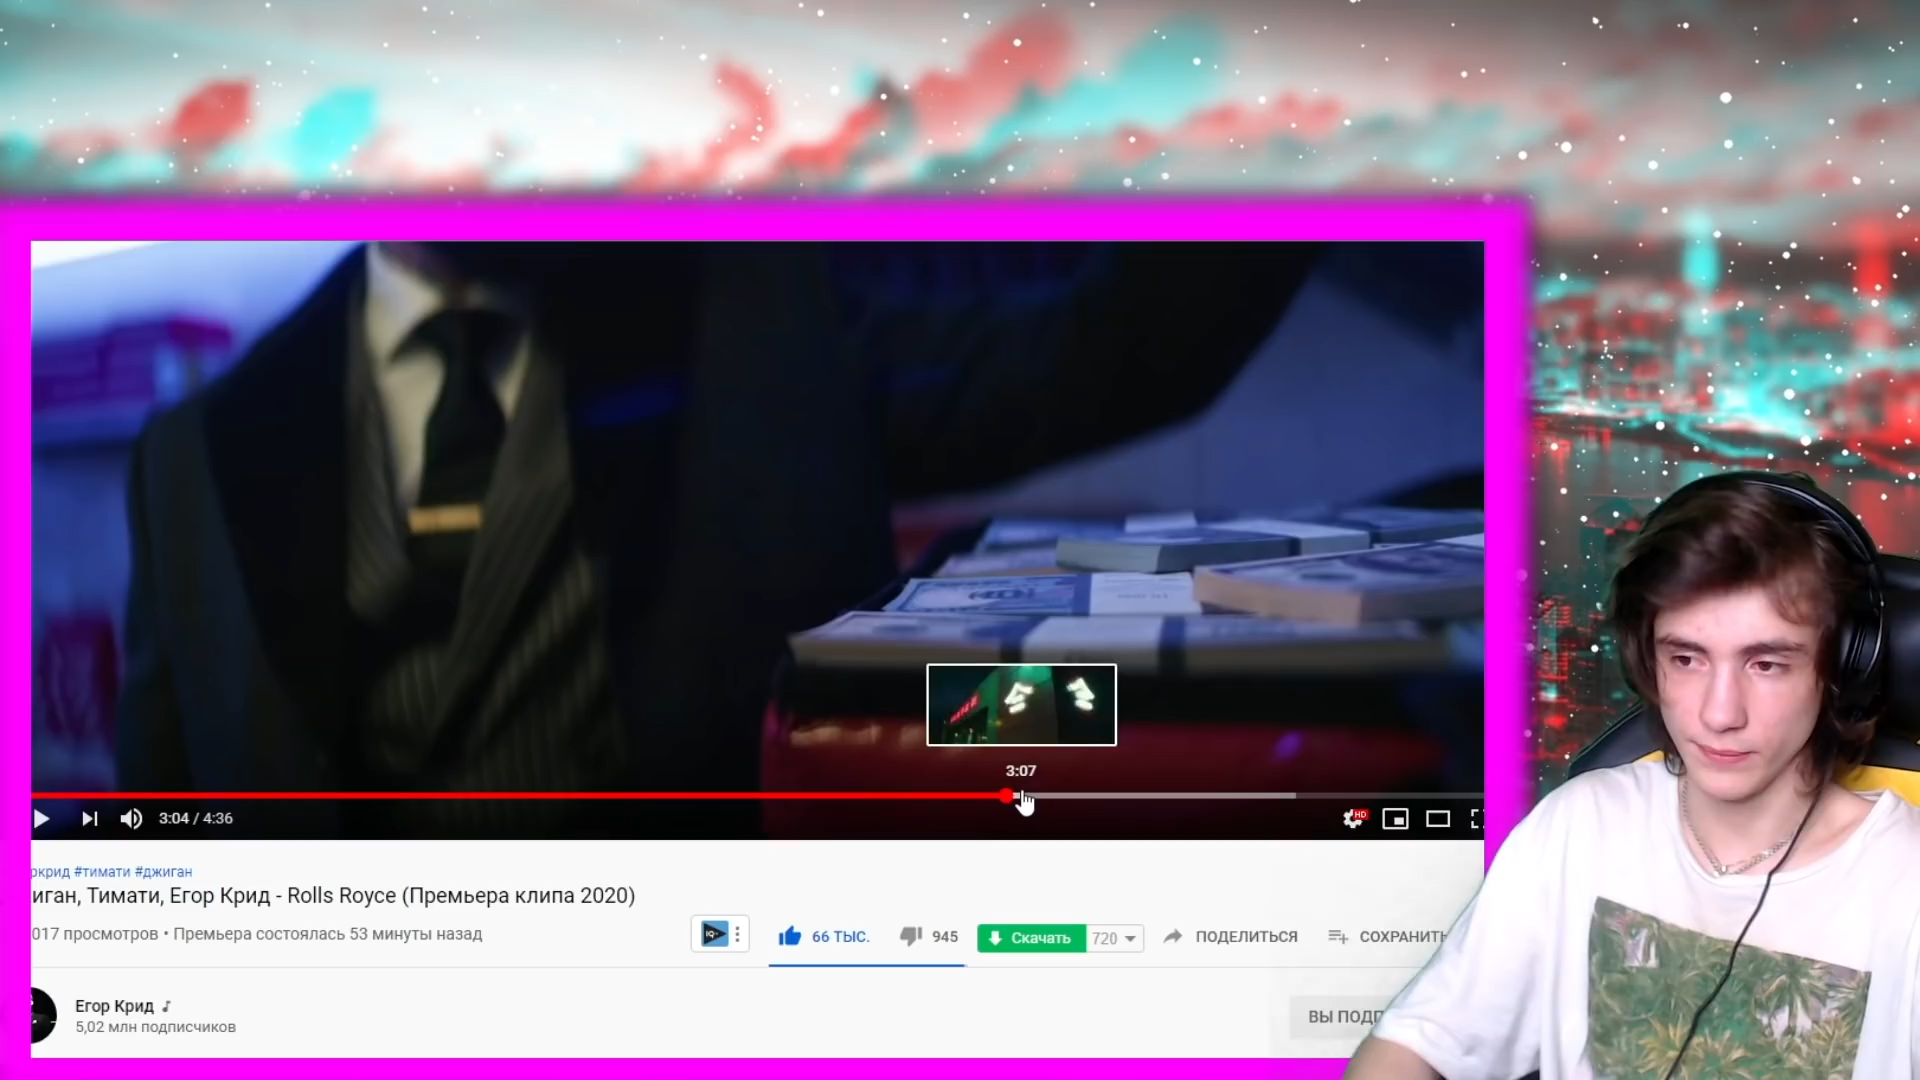 3:07
3:04 / 4:36
HD
ркрид #тимати #джиган
иган, Тимати, Егор Крид - Rolls Royce (Премьера клипа 2020)
017 просмотров • Премьера состоялась 53 минуты назад
66 ТЫС.
945
Скачать
720
ПОДЕЛИТЬСЯ
СОХРАНИТЬ
Егор Крид
5,02 млн подписчиков
ВЫ ПОДП